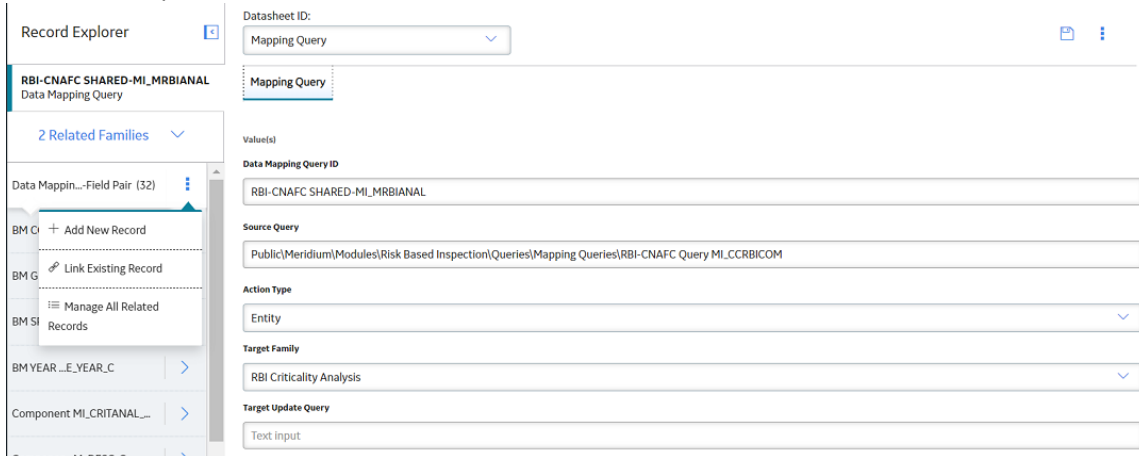 Record Explorer
RBI-CNAFC SHARED-MI_MRBIANAL
Data Mapping Query
2 Related Families
Data Mappin...-Field Pair (32)
BM C
Add New Record
Link Existing Record
BM G
Manage All Related
Records
BM S
BM YEAR ...E_YEAR_C
Component MI_CRITANAL_...
Datasheet ID:
Mapping Query
Mapping Query
Value(s)
Data Mapping Query ID
RBI-CNAFC SHARED-MI_MRBIANAL
Source Query
Public\Meridium\Modules\Risk Based Inspection\Queries\Mapping Queries\RBI-CNAFC Query MI_CCRBICOM
Action Type
Entity
Target Family
RBI Criticality Analysis
Target Update Query
Text input